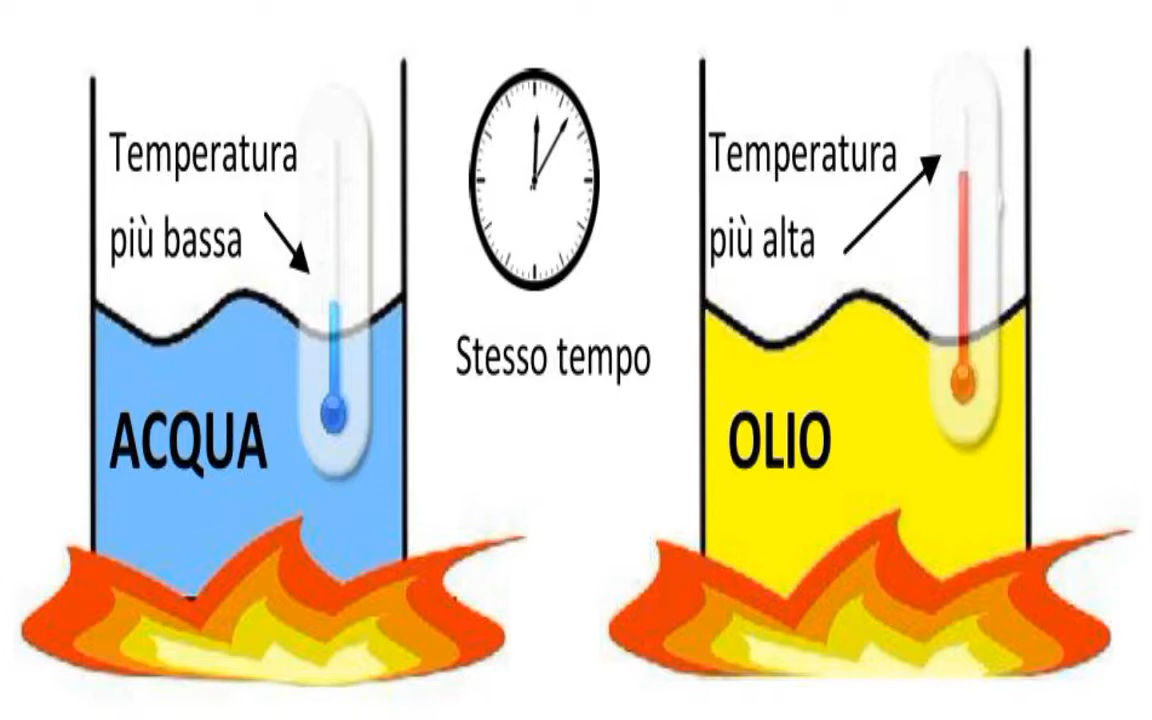 Temperatura
più bassa
ACQUA
Stesso tempo
Temperatura
più alta
OLIO